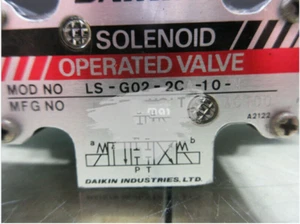 SOLENOID
OPERATED VALVE
MOD NO LS-G02-2C -10-
MFG NO
A2122
a b
P T
DAIKIN INDUSTRIES, LTD.